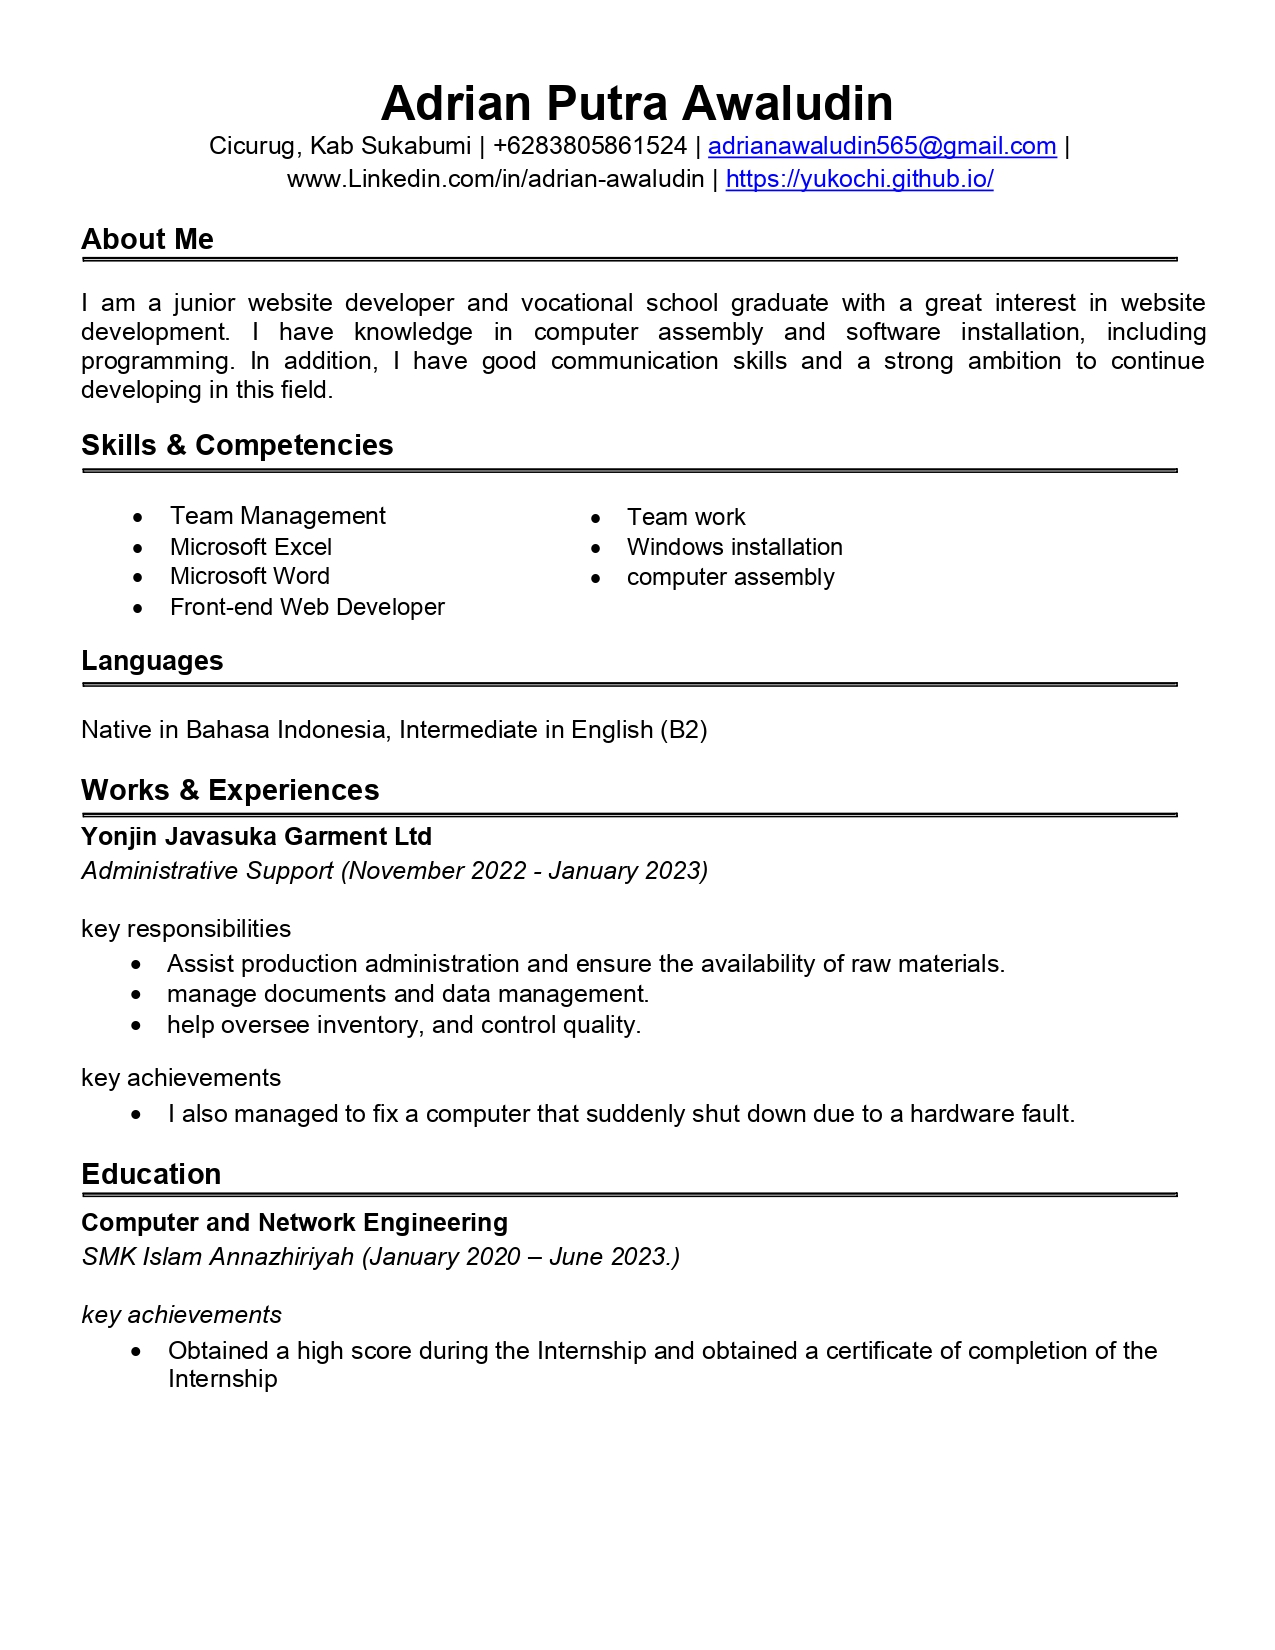 Adrian Putra Awaludin
Cicurug, Kab Sukabumi | +6283805861524 | adrianawaludin565@gmail.com |
www.Linkedin.com/in/adrian-awaludin | https://yukochi.github.io/
About Me
I am a junior website developer and vocational school graduate with a great interest in website
development. I have knowledge in computer assembly and software installation, including
programming. In addition, I have good communication skills and a strong ambition to continue
developing in this field.
Skills & Competencies
• Team Management
• Microsoft Excel
• Microsoft Word
• Front-end Web Developer
• Team work
• Windows installation
• computer assembly
Languages
Native in Bahasa Indonesia, Intermediate in English (B2)
Works & Experiences
Yonjin Javasuka Garment Ltd
Administrative Support (November 2022 - January 2023)
key responsibilities
• Assist production administration and ensure the availability of raw materials.
• manage documents and data management.
• help oversee inventory, and control quality.
key achievements
• I also managed to fix a computer that suddenly shut down due to a hardware fault.
Education
Computer and Network Engineering
SMK Islam Annazhiriyah (January 2020 – June 2023.)
key achievements
• Obtained a high score during the Internship and obtained a certificate of completion of the
Internship